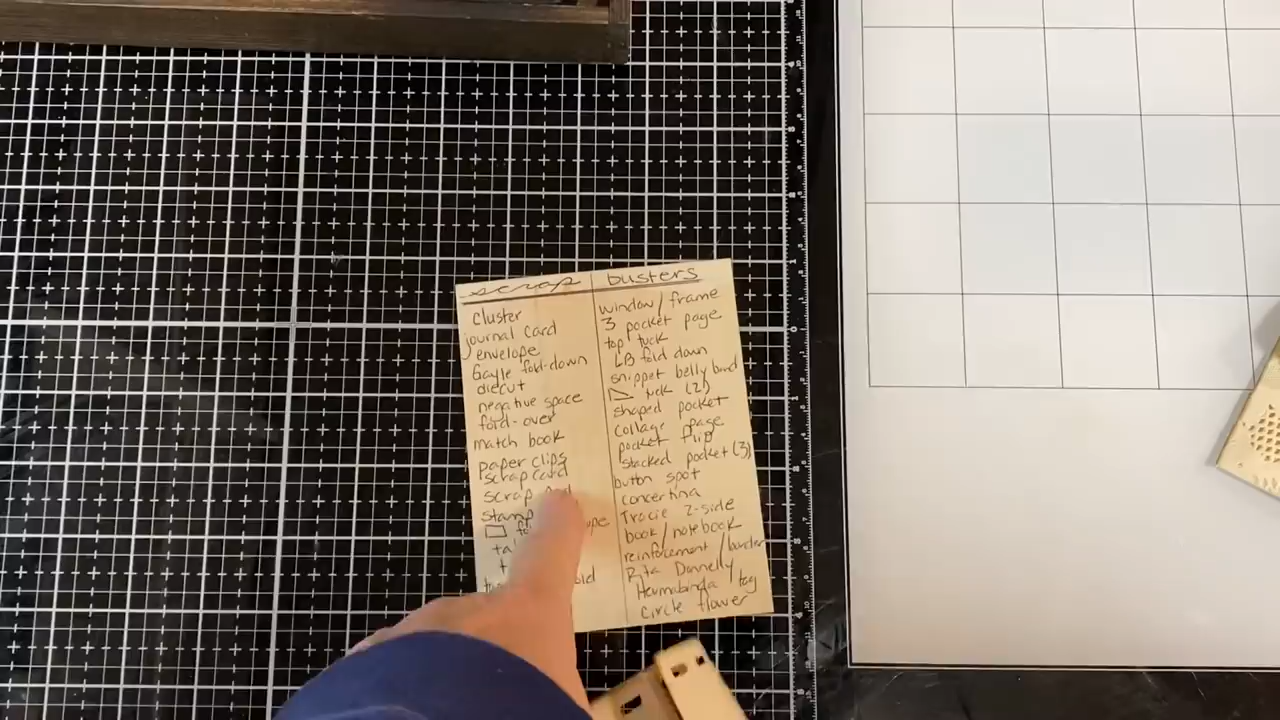 scrap busters
cluster
journal card
envelope
Gayle fold-down
diecut
negative space
fold-over
match book
paper clips
scrap card
scrap
stamp
window/frame
3 pocket page
top tuck
LB fold down
snippet belly band
tuck (2)
shaped pocket
collage page
pocket flip
stacked pocket (3)
button spot
concertina
Tracie 2-side
book/notebook
reinforcement/border
Rita Donnelly
tag
circle flower